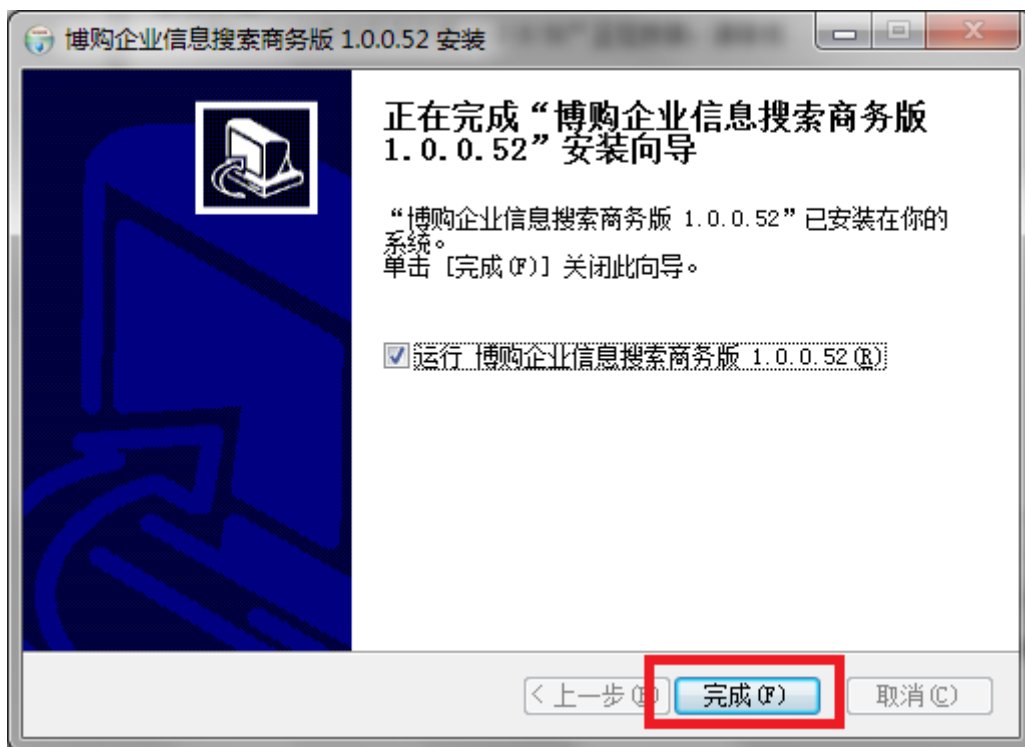 博购企业信息搜索商务版 1.0.0.52 安装
正在完成“博购企业信息搜索商务版
1.0.0.52”安装向导
“博购企业信息搜索商务版 1.0.0.52”已安装在你的
系统。
单击 [完成(F)] 关闭此向导。
运行 博购企业信息搜索商务版 1.0.0.52(R)
<上一步 完成(F) 取消(C)